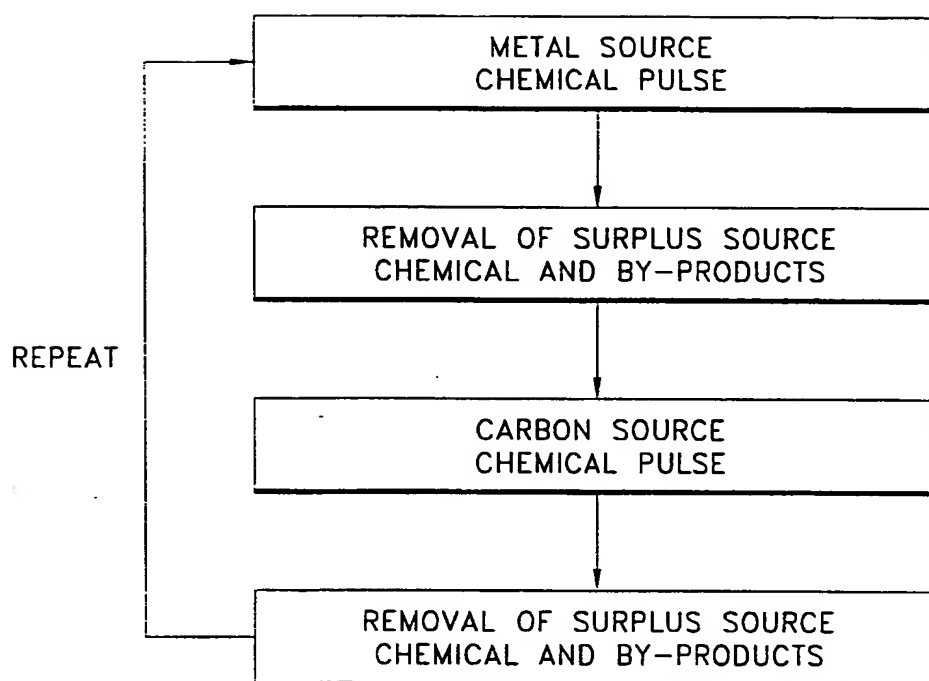 METAL SOURCE
CHEMICAL PULSE
REMOVAL OF SURPLUS SOURCE
CHEMICAL AND BY-PRODUCTS
REPEAT
CARBON SOURCE
CHEMICAL PULSE
REMOVAL OF SURPLUS SOURCE
CHEMICAL AND BY-PRODUCTS